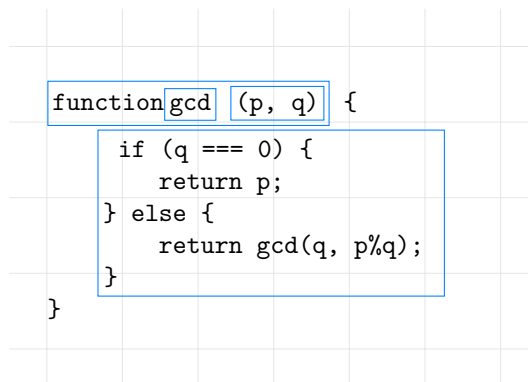 function gcd (p, q) {
if (q === 0) {
return p;
} else {
return gcd(q, p%q);
}
}